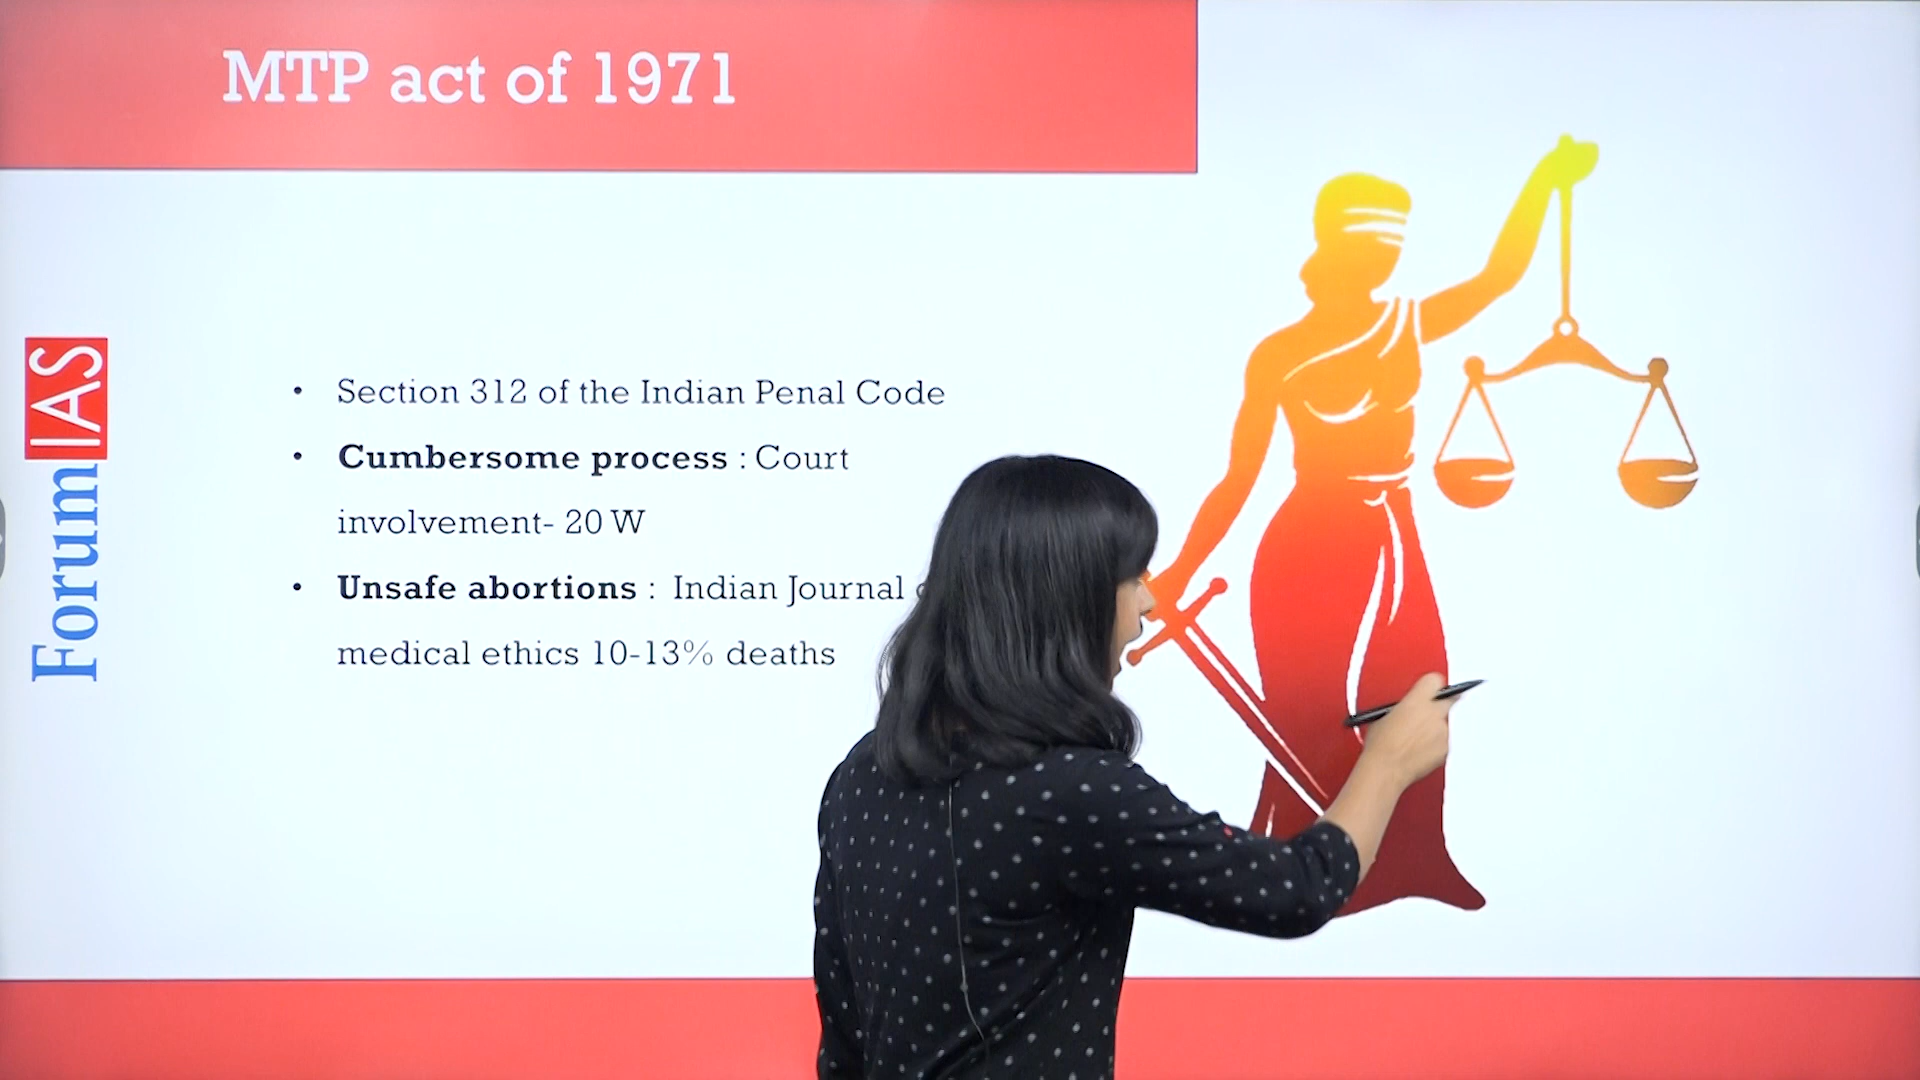 MTP act of 1971
ForumIAS
• Section 312 of the Indian Penal Code
• Cumbersome process : Court
involvement- 20 W
• Unsafe abortions : Indian Journal
medical ethics 10-13% deaths